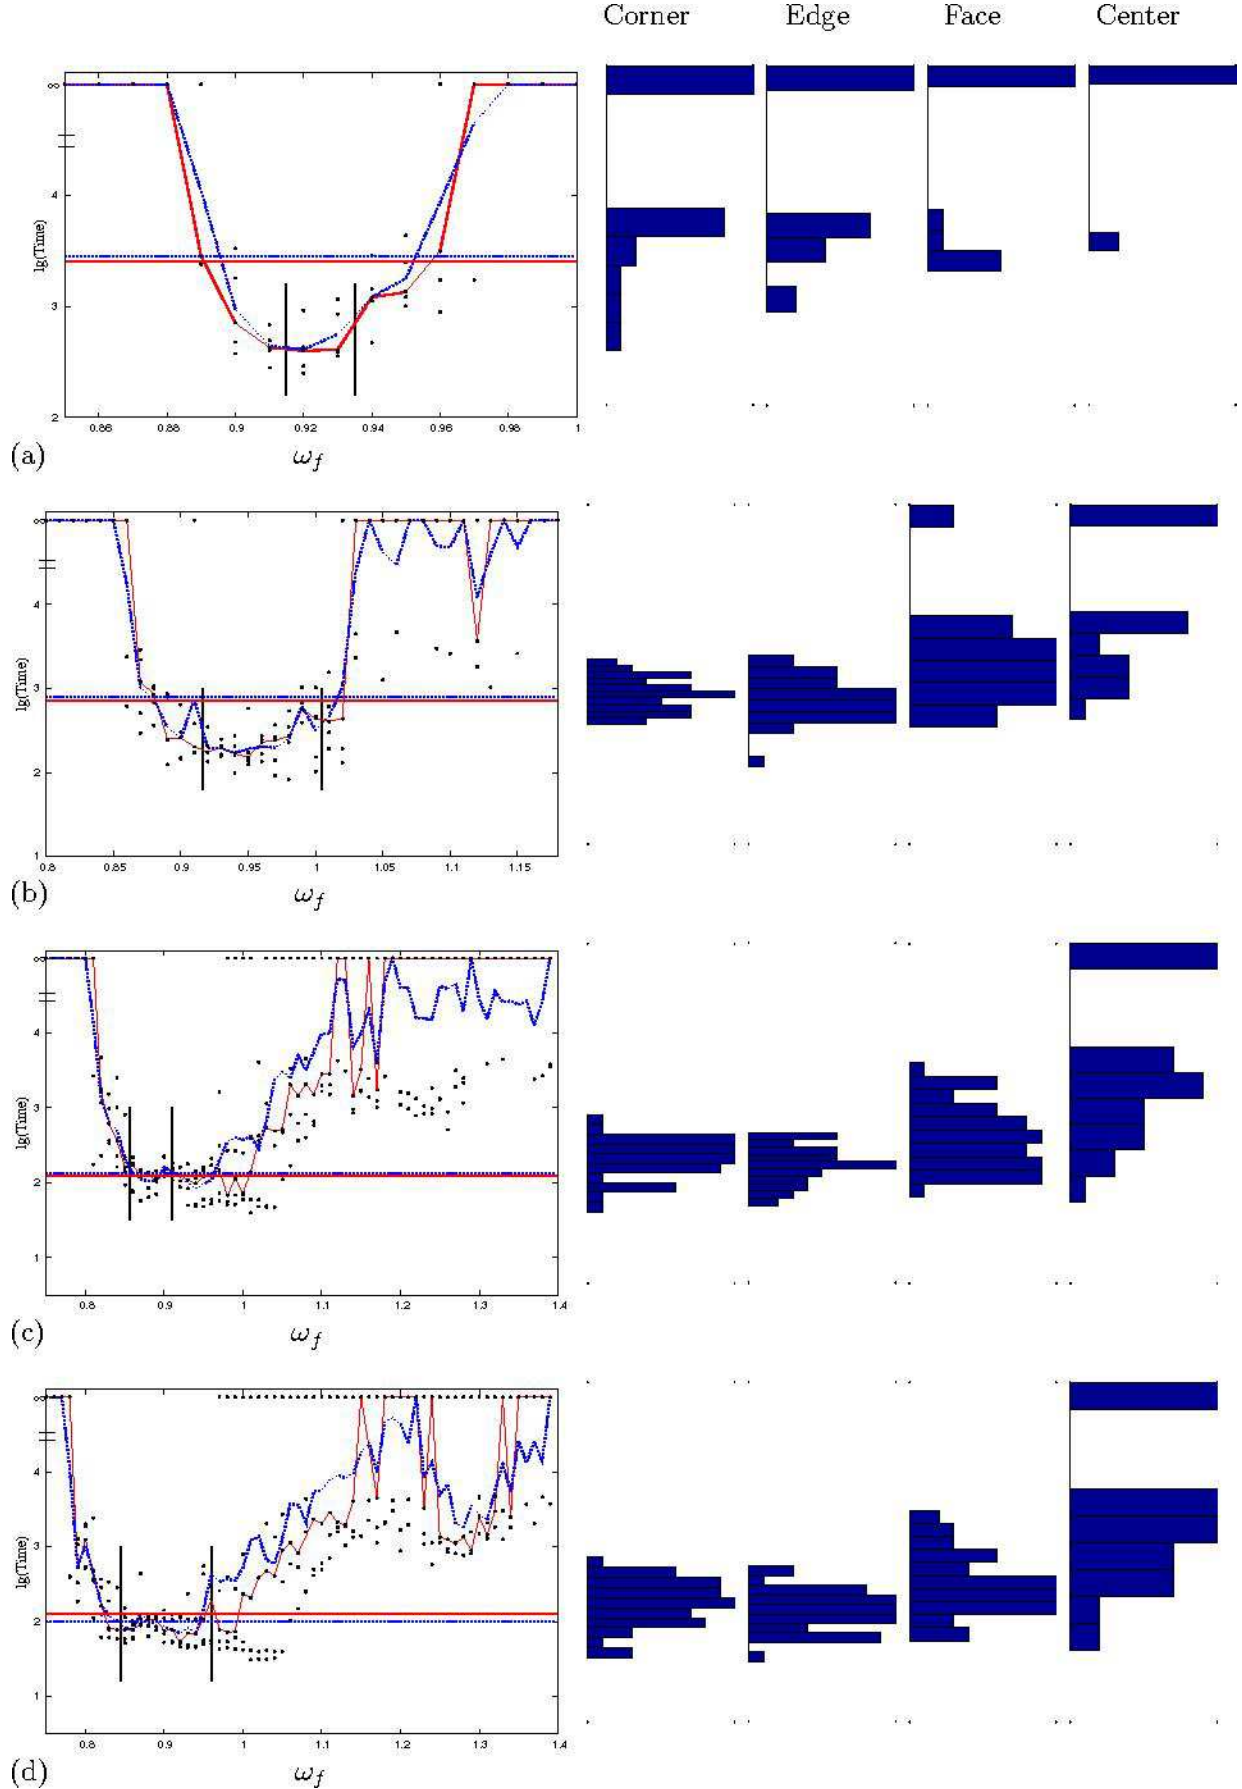 Corner Edge Face Center
∞
4
lg(Time)
3
2
0.86 0.88 0.9 0.92 0.94 0.96 0.98 1
(a) ω_f
∞
4
lg(Time)
3
2
1
0.8 0.85 0.9 0.95 1 1.05 1.1 1.15
(b) ω_f
∞
4
lg(Time)
3
2
1
0.8 0.9 1 1.1 1.2 1.3 1.4
(c) ω_f
∞
4
lg(Time)
3
2
1
0.8 0.9 1 1.1 1.2 1.3 1.4
(d) ω_f